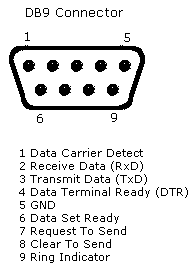 DB9 Connector
1 5
6 9
1 Data Carrier Detect
2 Receive Data (RxD)
3 Transmit Data (TxD)
4 Data Terminal Ready (DTR)
5 GND
6 Data Set Ready
7 Request To Send
8 Clear To Send
9 Ring Indicator